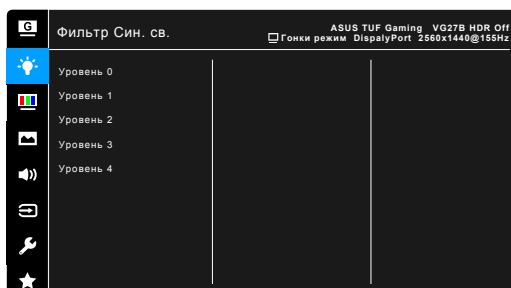 G
Фильтр Син. св.
ASUS TUF Gaming VG27B HDR Off
Гонки режим DispalyPort 2560x1440@155Hz
Уровень 0
Уровень 1
Уровень 2
Уровень 3
Уровень 4